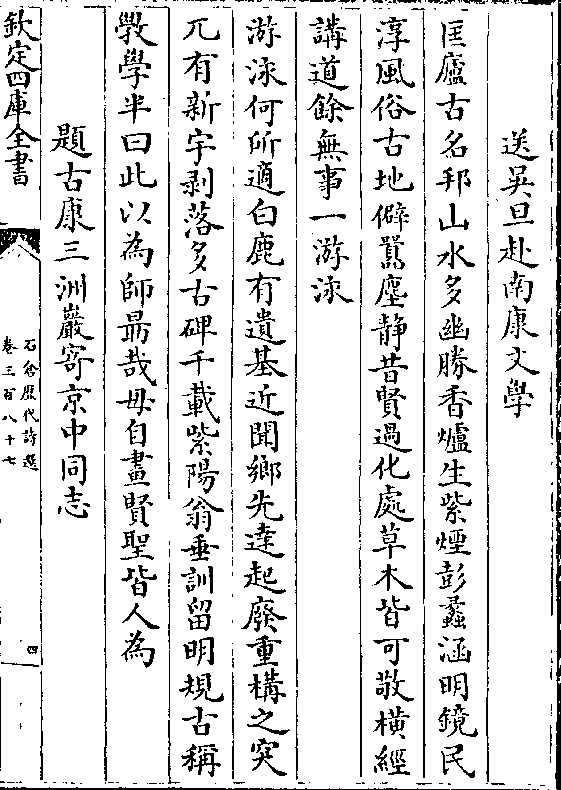 送吳旦赴南康文學
匡廬古名邦山水多幽勝香爐生紫煙彭蠡涵明鏡民
淳風俗古地僻嚻塵静昔賢過化處草木皆可敬横經
講道餘無事一游泳
游泳何所適白鹿有遺基近聞鄉先達起廢重構之突
兀有新宇剥落多古碑千載紫陽翁垂訓留明規古稱
斆學半曰此以為師朂哉毋自畫賢聖皆人為
題古康三洲巖寄京中同志
欽定四庫全書
石倉歷代詩選
卷三百八十七
四